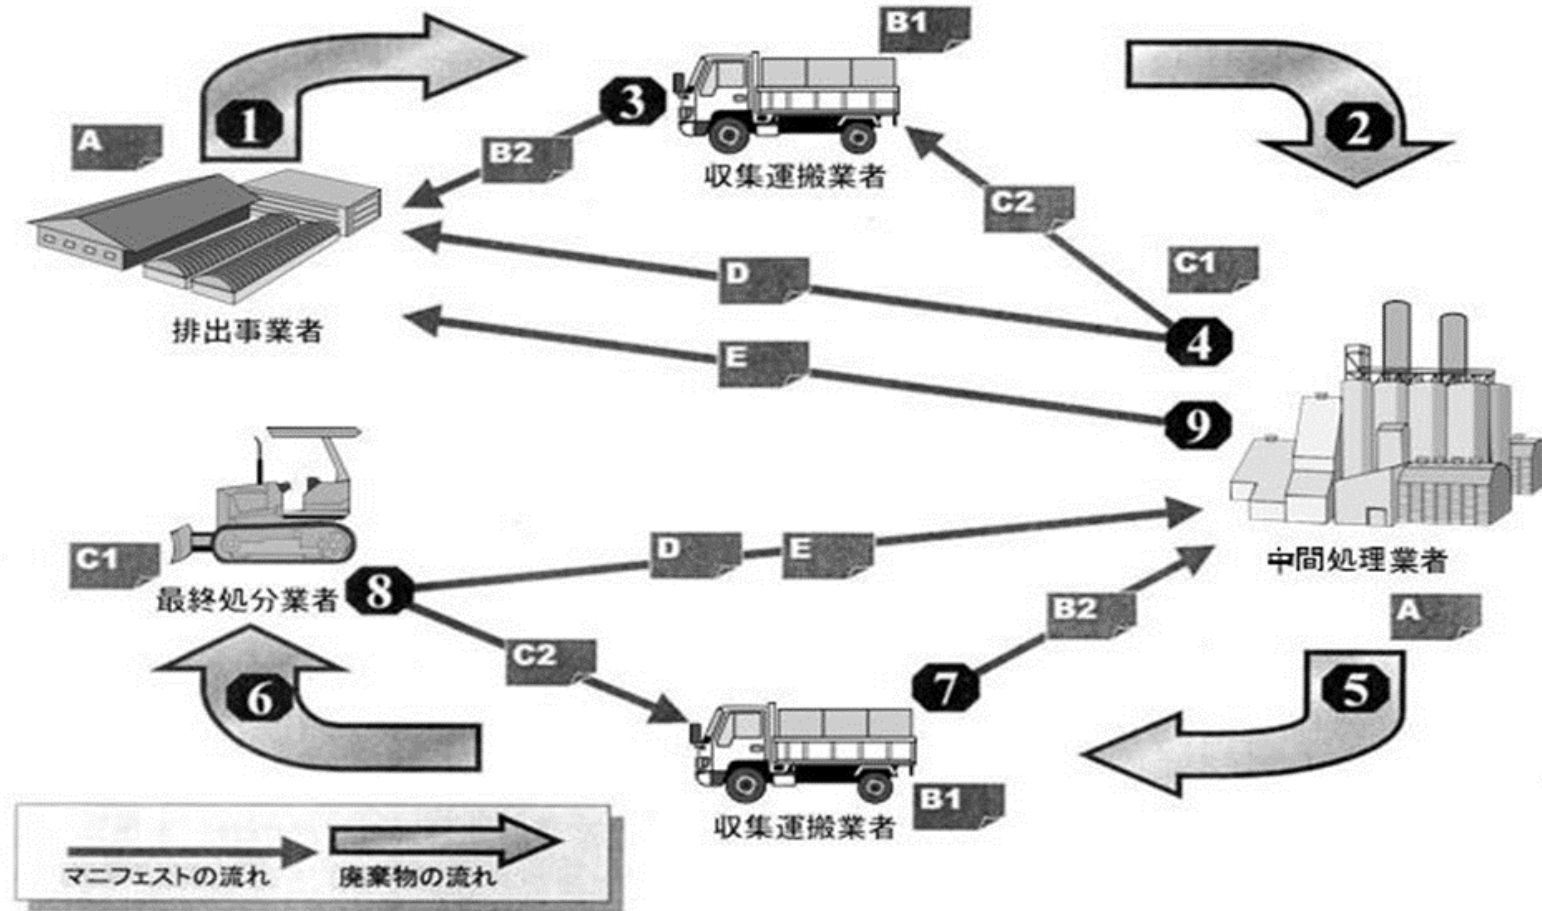 B1
1
3
2
A
B2
収集運搬業者
C2
C1
D
排出事業者
4
E
9
C1
D
E
中間処理業者
最終処分業者
8
B2
A
C2
7
6
5
B1
収集運搬業者
マニフェストの流れ
廃棄物の流れ